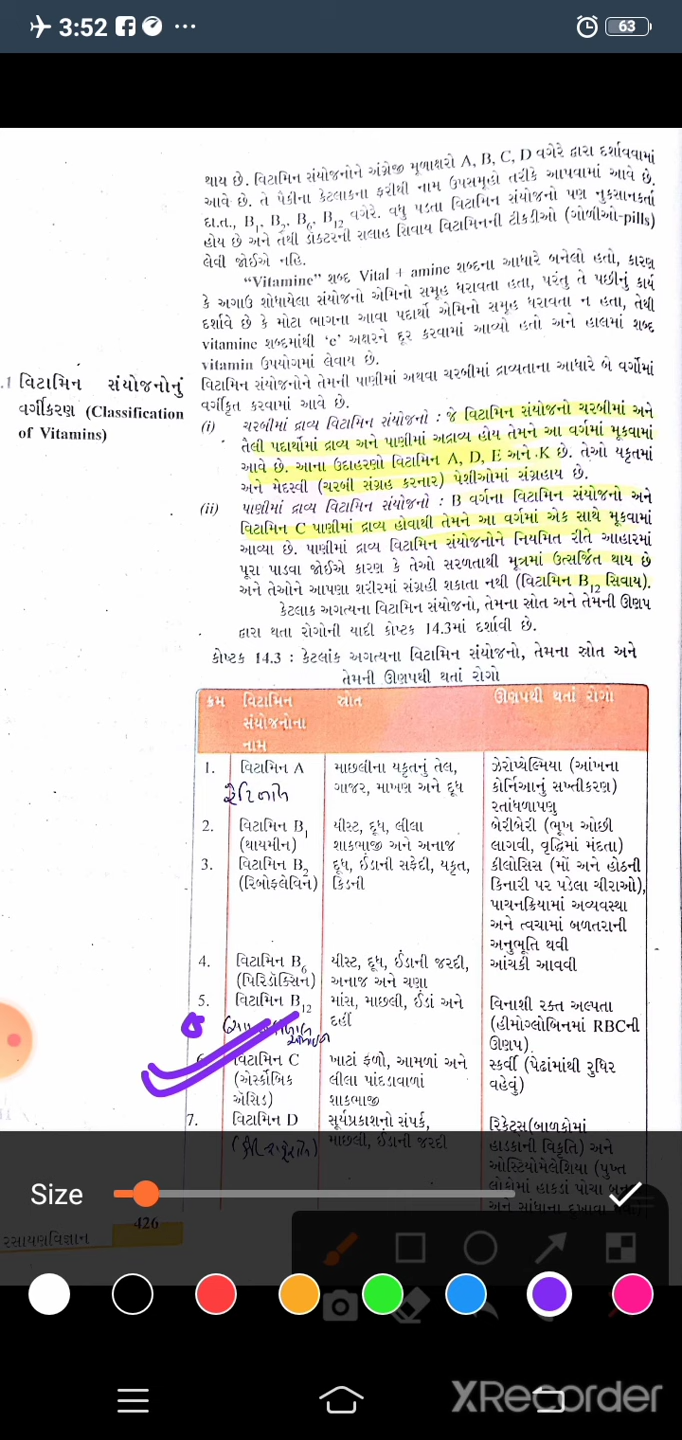 3:52
63
થાય છે. વિટામિન સંયોજનોને અંગ્રેજી મૂળાક્ષરો A, B, C, D વગેરે દ્વારા દર્શાવવામાં
આવે છે. તે પૈકીના કેટલાકના ફરીથી નામ ઉપસમૂહો તરીકે આપવામાં આવે છે.
દા.ત., B1, B2, B6, B12 વગેરે. વધુ પડતા વિટામિન સંયોજનો પણ નુકસાનકર્તા
હોય છે અને તેથી ડૉક્ટરની સલાહ સિવાય વિટામિનની ટીકડીઓ (ગોળીઓ-pills)
લેવી જોઈએ નહિ.
“Vitamine” શબ્દ Vital + amine શબ્દના આધારે બનેલો હતો, કારણ
કે અગાઉ શોધાયેલા સંયોજનો એમિનો સમૂહ ધરાવતા હતા, પરંતુ તે પછીનું કાર્ય
દર્શાવે છે કે મોટા ભાગના આવા પદાર્થો એમિનો સમૂહ ધરાવતા ન હતા, તેથી
vitamine શબ્દમાંથી ‘e’ અક્ષરને દૂર કરવામાં આવ્યો હતો અને હાલમાં શબ્દ
vitamin ઉપયોગમાં લેવાય છે.
.1 વિટામિન સંયોજનોનું
વર્ગીકરણ (Classification
of Vitamins)
વિટામિન સંયોજનોને તેમની પાણીમાં અથવા ચરબીમાં દ્રાવ્યતાના આધારે બે વર્ગોમાં
વર્ગીકૃત કરવામાં આવે છે.
(i) ચરબીમાં દ્રાવ્ય વિટામિન સંયોજનો : જે વિટામિન સંયોજનો ચરબીમાં અને
તૈલી પદાર્થોમાં દ્રાવ્ય અને પાણીમાં અદ્રાવ્ય હોય તેમને આ વર્ગમાં મૂકવામાં
આવે છે. આના ઉદાહરણો વિટામિન A, D, E અને K છે. તેઓ યકૃતમાં
અને મેદસ્વી (ચરબી સંગ્રહ કરનાર) પેશીઓમાં સંગ્રહાય છે.
(ii) પાણીમાં દ્રાવ્ય વિટામિન સંયોજનો : B વર્ગના વિટામિન સંયોજનો અને
વિટામિન C પાણીમાં દ્રાવ્ય હોવાથી તેમને આ વર્ગમાં એક સાથે મૂકવામાં
આવ્યા છે. પાણીમાં દ્રાવ્ય વિટામિન સંયોજનોને નિયમિત રીતે આહારમાં
પૂરા પાડવા જોઈએ કારણ કે તેઓ સરળતાથી મૂત્રમાં ઉત્સર્જિત થાય છે
અને તેઓને આપણા શરીરમાં સંગ્રહી શકાતા નથી (વિટામિન B12 સિવાય).
કેટલાક અગત્યના વિટામિન સંયોજનો, તેમના સ્રોત અને તેમની ઊણપ
દ્વારા થતા રોગોની યાદી કોષ્ટક 14.3માં દર્શાવી છે.
કોષ્ટક 14.3 : કેટલાંક અગત્યના વિટામિન સંયોજનો, તેમના સ્રોત અને
તેમની ઊણપથી થતાં રોગો
ક્રમ વિટામિન સ્રોત ઊણપથી થતાં રોગો
સંયોજનોના
નામ
1. વિટામિન A માછલીના યકૃતનું તેલ, ઝેરોપ્થેલ્મિયા (આંખના
ગાજર, માખણ અને દૂધ કોર્નિઆનું સખ્તીકરણ)
રતાંધળાપણુ
2. વિટામિન B1 યીસ્ટ, દૂધ, લીલા બેરીબેરી (ભૂખ ઓછી
(થાયમીન) શાકભાજી અને અનાજ લાગવી, વૃદ્ધિમાં મંદતા)
3. વિટામિન B2 દૂધ, ઈંડાની સફેદી, યકૃત, કીલોસિસ (મોં અને હોઠની
(રિબોફ્લેવિન) કિડની કિનારી પર પડેલા ચીરાઓ),
પાચનક્રિયામાં અવ્યવસ્થા
અને ત્વચામાં બળતરાની
અનુભૂતિ થવી
4. વિટામિન B6 યીસ્ટ, દૂધ, ઈંડાની જરદી, આંચકી આવવી
(પિરિડૉક્સિન) અનાજ અને ચણા
5. વિટામિન B12 માંસ, માછલી, ઈંડાં અને વિનાશી રક્ત અલ્પતા
દહીં (હીમોગ્લોબિનમાં RBCની
ઊણપ)
વિટામિન C ખાટાં ફળો, આમળાં અને સ્કર્વી (પેઢાંમાંથી રુધિર
(એસ્કોર્બિક લીલા પાંદડાવાળાં વહેવું)
ઍસિડ) શાકભાજી
7. વિટામિન D સૂર્યપ્રકાશનો સંપર્ક, રિકેટ્સ(બાળકોમાં
માછલી, ઈંડાની જરદી હાડકાંની વિકૃતિ) અને
ઓસ્ટિયોમેલેશિયા (પુખ્ત
લોકોમાં હાડકાં પોચા
અને સાંધાના દુખાવા
Size
426
રસાયણવિજ્ઞાન
XRecorder